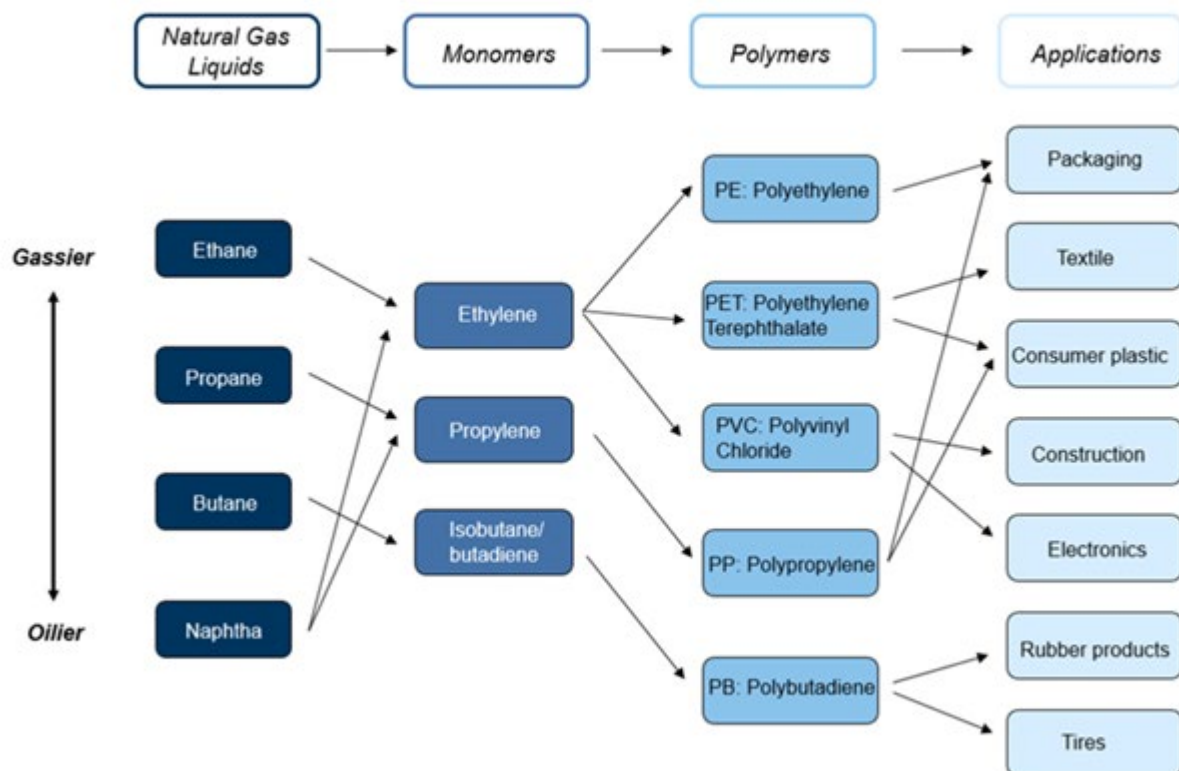 Natural Gas
Liquids
Monomers
Polymers
Applications
Gassier
Oilier
Ethane
Propane
Butane
Naphtha
Ethylene
Propylene
Isobutane/
butadiene
PE: Polyethylene
PET: Polyethylene
Terephthalate
PVC: Polyvinyl
Chloride
PP: Polypropylene
PB: Polybutadiene
Packaging
Textile
Consumer plastic
Construction
Electronics
Rubber products
Tires